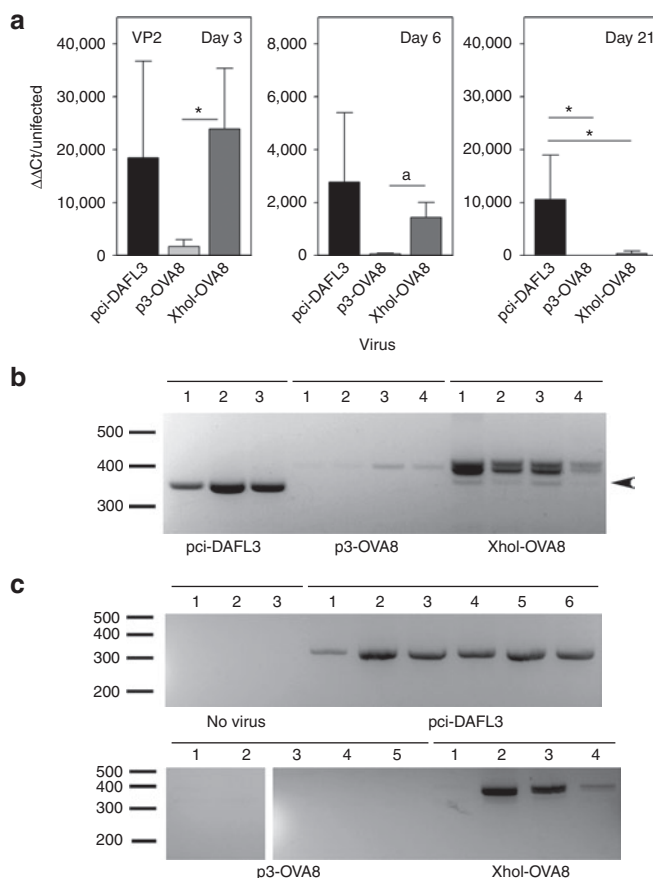 a
VP2 Day 3
Day 6
Day 21
40,000 8,000 40,000
30,000 6,000 30,000
20,000 4,000 20,000
10,000 2,000 10,000
0 0 0
ΔΔCt/unifected
* a * *
pci-DAFL3 p3-OVA8 XhoI-OVA8
pci-DAFL3 p3-OVA8 XhoI-OVA8
pci-DAFL3 p3-OVA8 XhoI-OVA8
Virus
b
1 2 3 1 2 3 4 1 2 3 4
500
400
300
pci-DAFL3 p3-OVA8 XhoI-OVA8
c
1 2 3 1 2 3 4 5 6
500
400
300
200
No virus pci-DAFL3
1 2 3 4 5 1 2 3 4
500
400
300
200
p3-OVA8 XhoI-OVA8